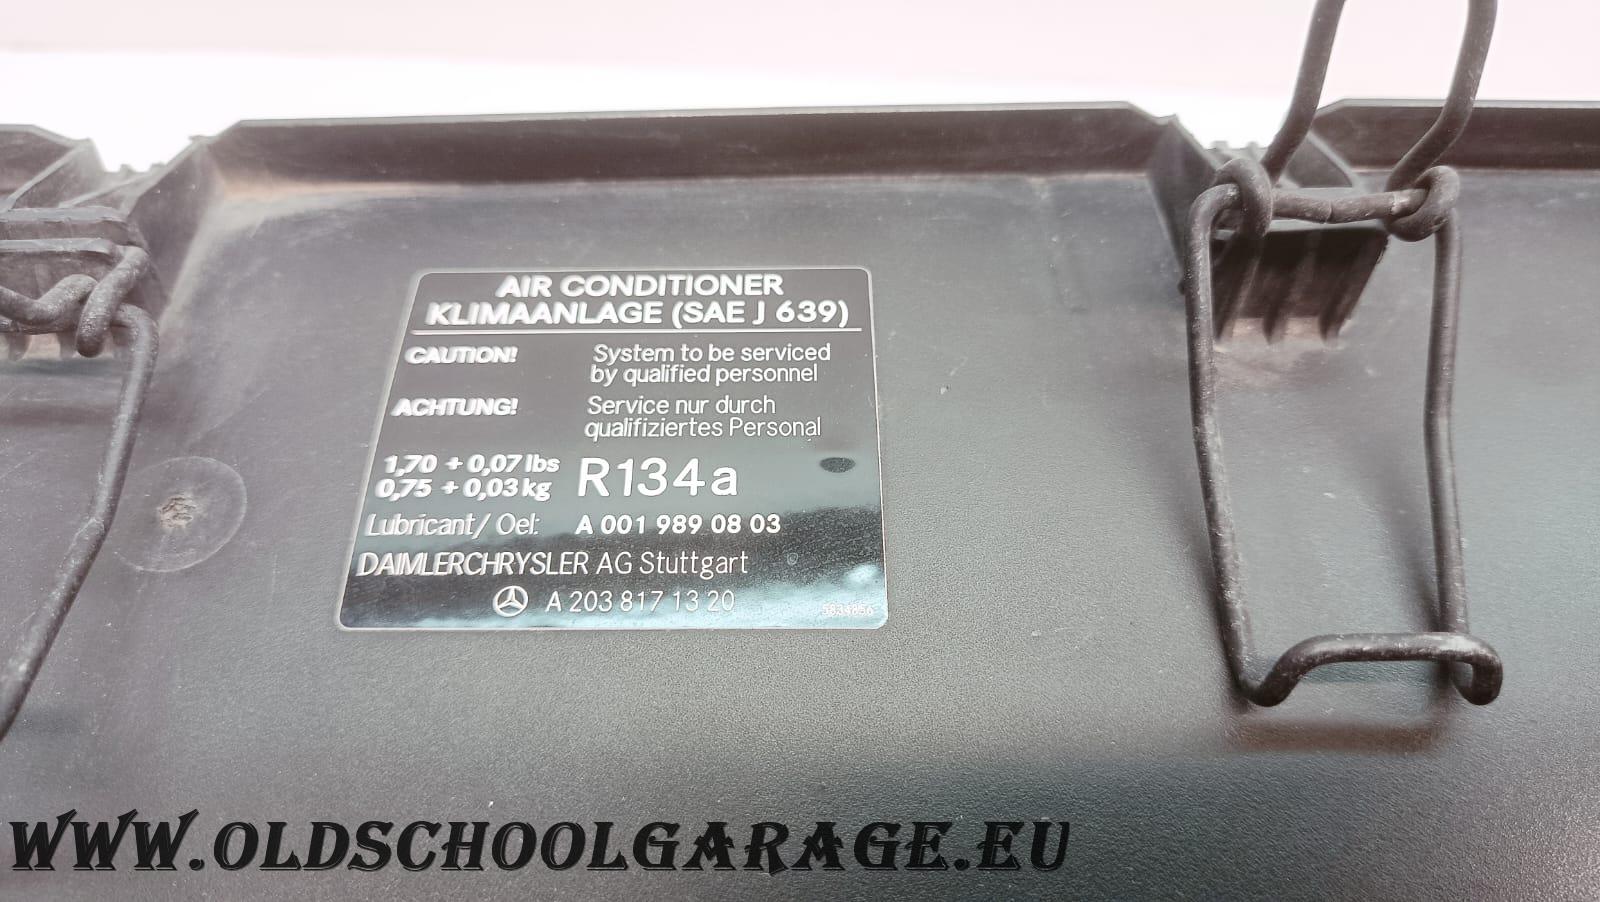 AIR CONDITIONER
KLIMAANLAGE (SAE J 639)
CAUTION! System to be serviced
by qualified personnel
ACHTUNG! Service nur durch
qualifiziertes Personal
1,70 + 0,07 lbs
0,75 + 0,03 kg R134a
Lubricant/ Oel: A 001 989 08 03
DAIMLERCHRYSLER AG Stuttgart
A 203 817 13 20
5834856
WWW.OLDSCHOOLGARAGE.EU